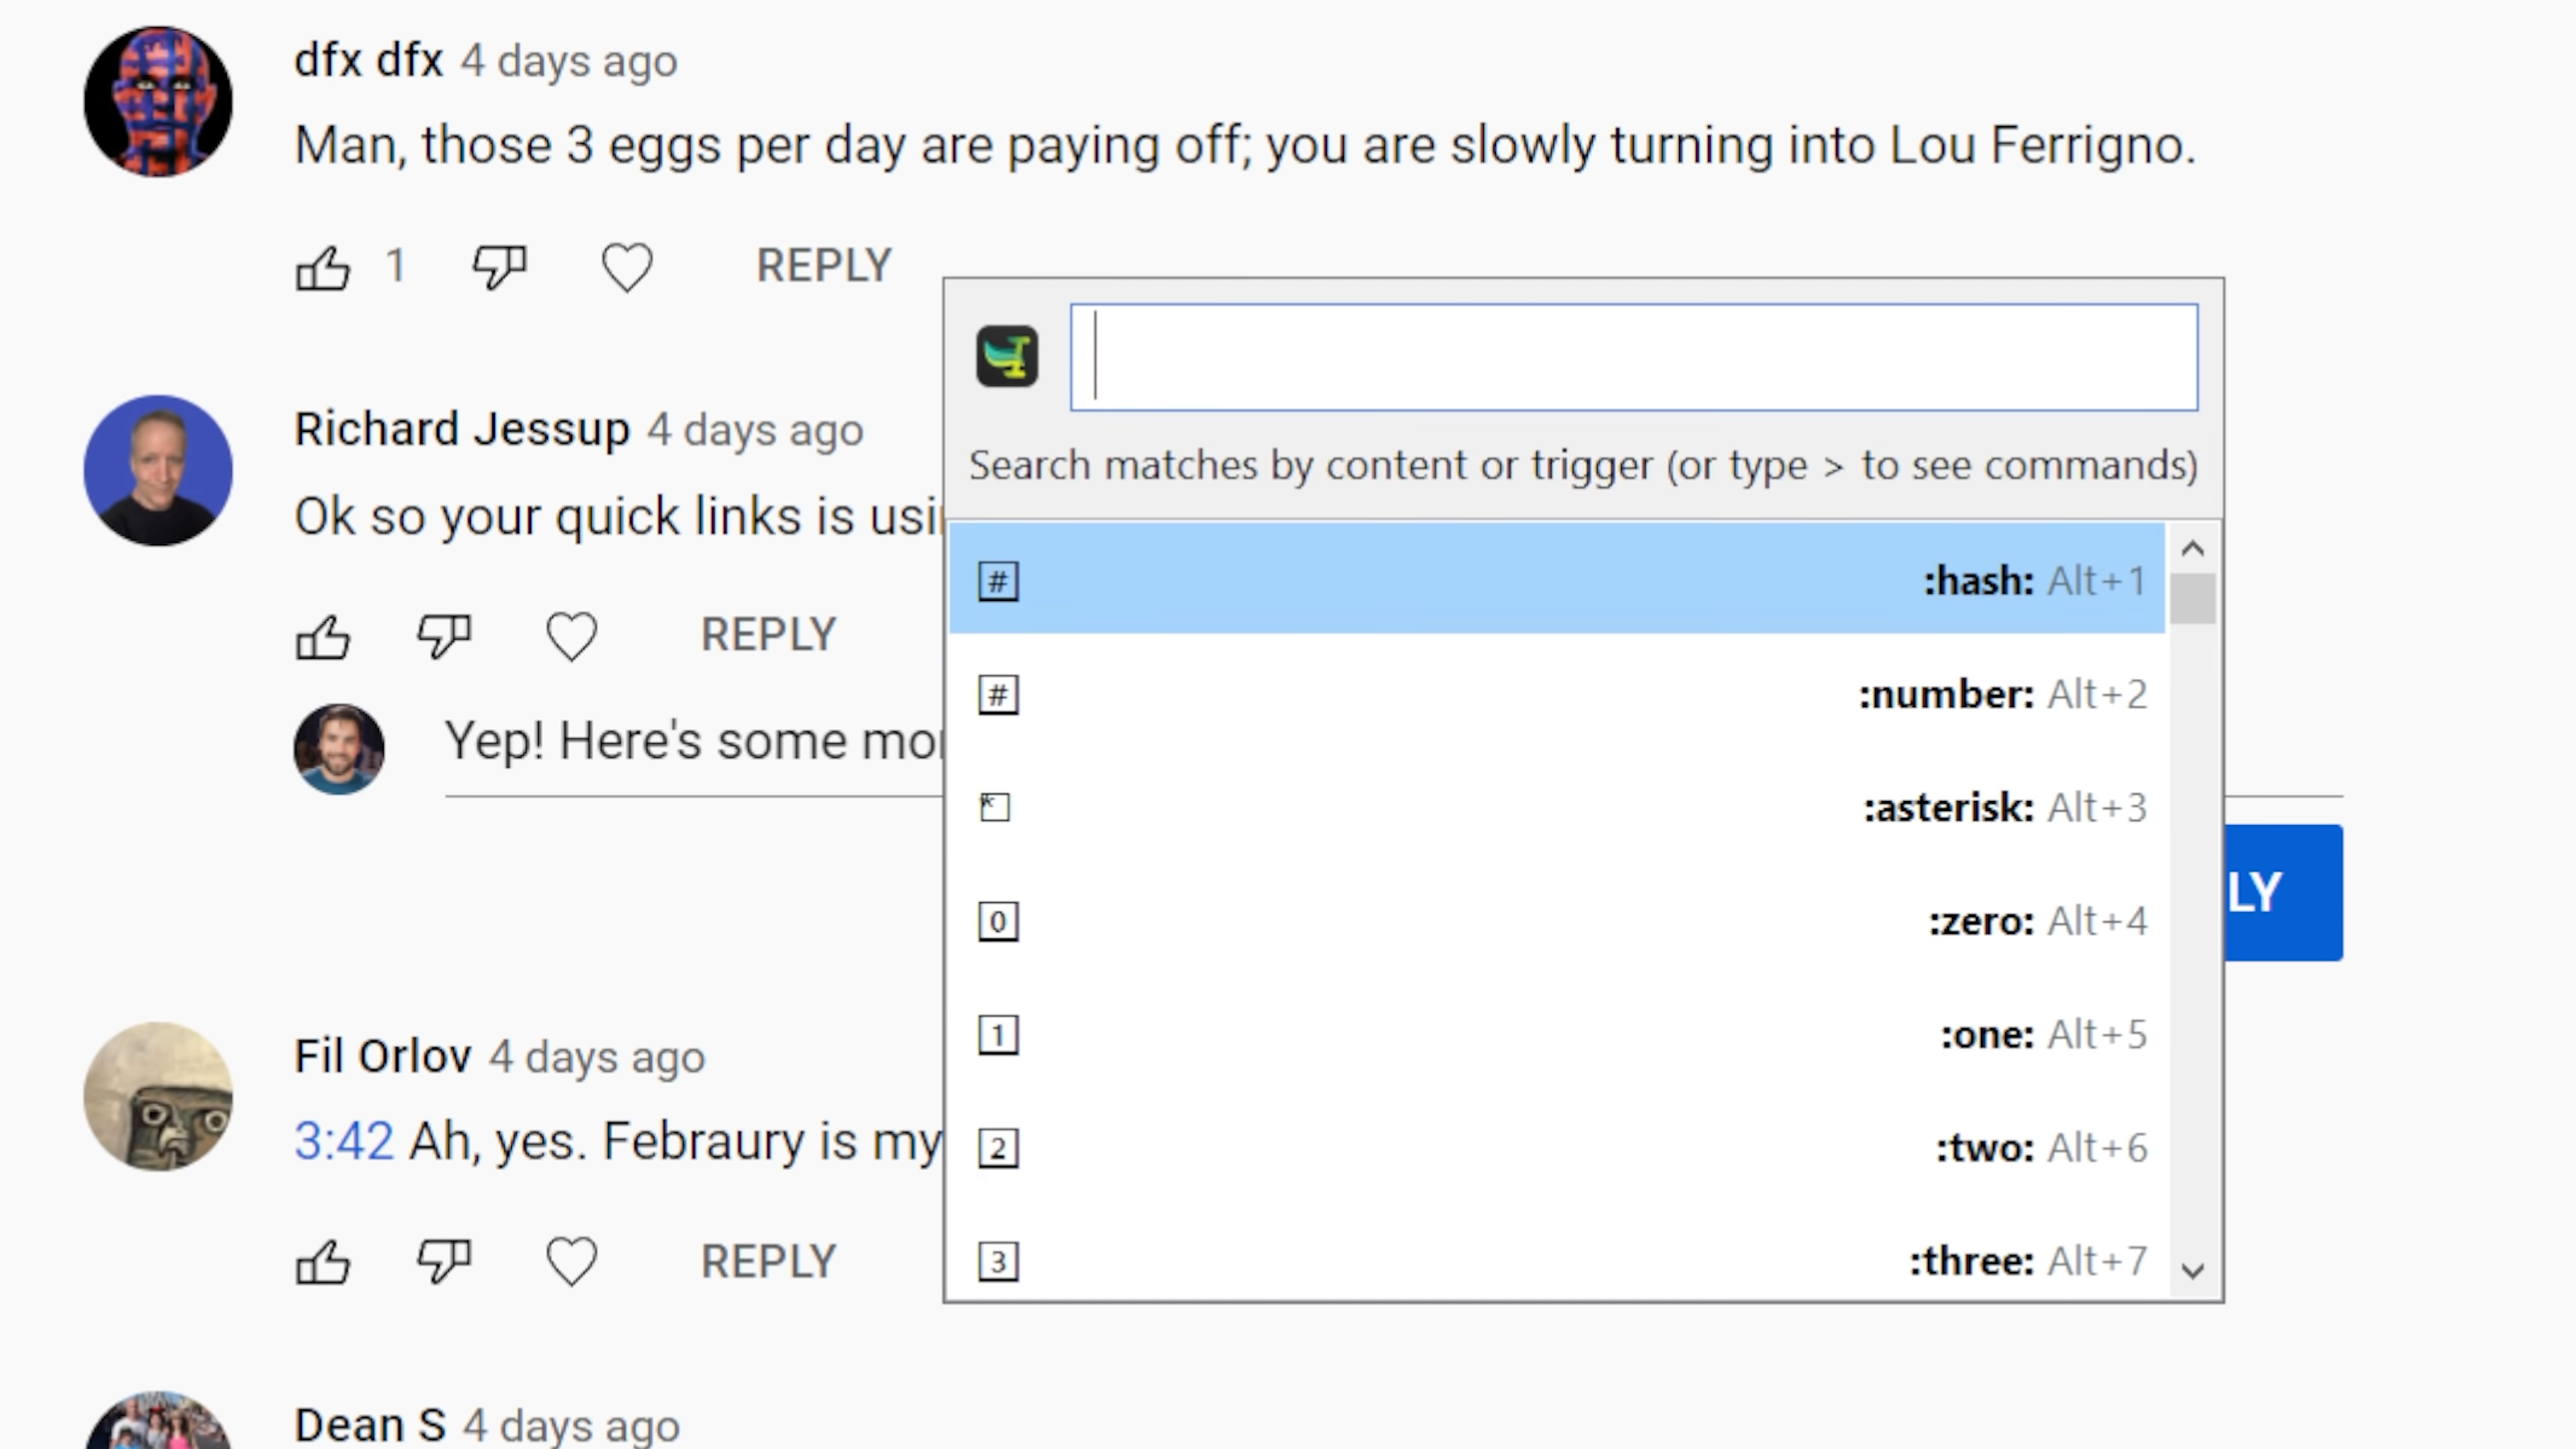 dfx dfx 4 days ago
Man, those 3 eggs per day are paying off; you are slowly turning into Lou Ferrigno.
1 REPLY
Richard Jessup 4 days ago
Ok so your quick links is
REPLY
Yep! Here's some
LY
Fil Orlov 4 days ago
3:42 Ah, yes. Febraury is my
REPLY
Dean S 4 days ago
Search matches by content or trigger (or type > to see commands)
# :hash: Alt+1
# :number: Alt+2
* :asterisk: Alt+3
0 :zero: Alt+4
1 :one: Alt+5
2 :two: Alt+6
3 :three: Alt+7